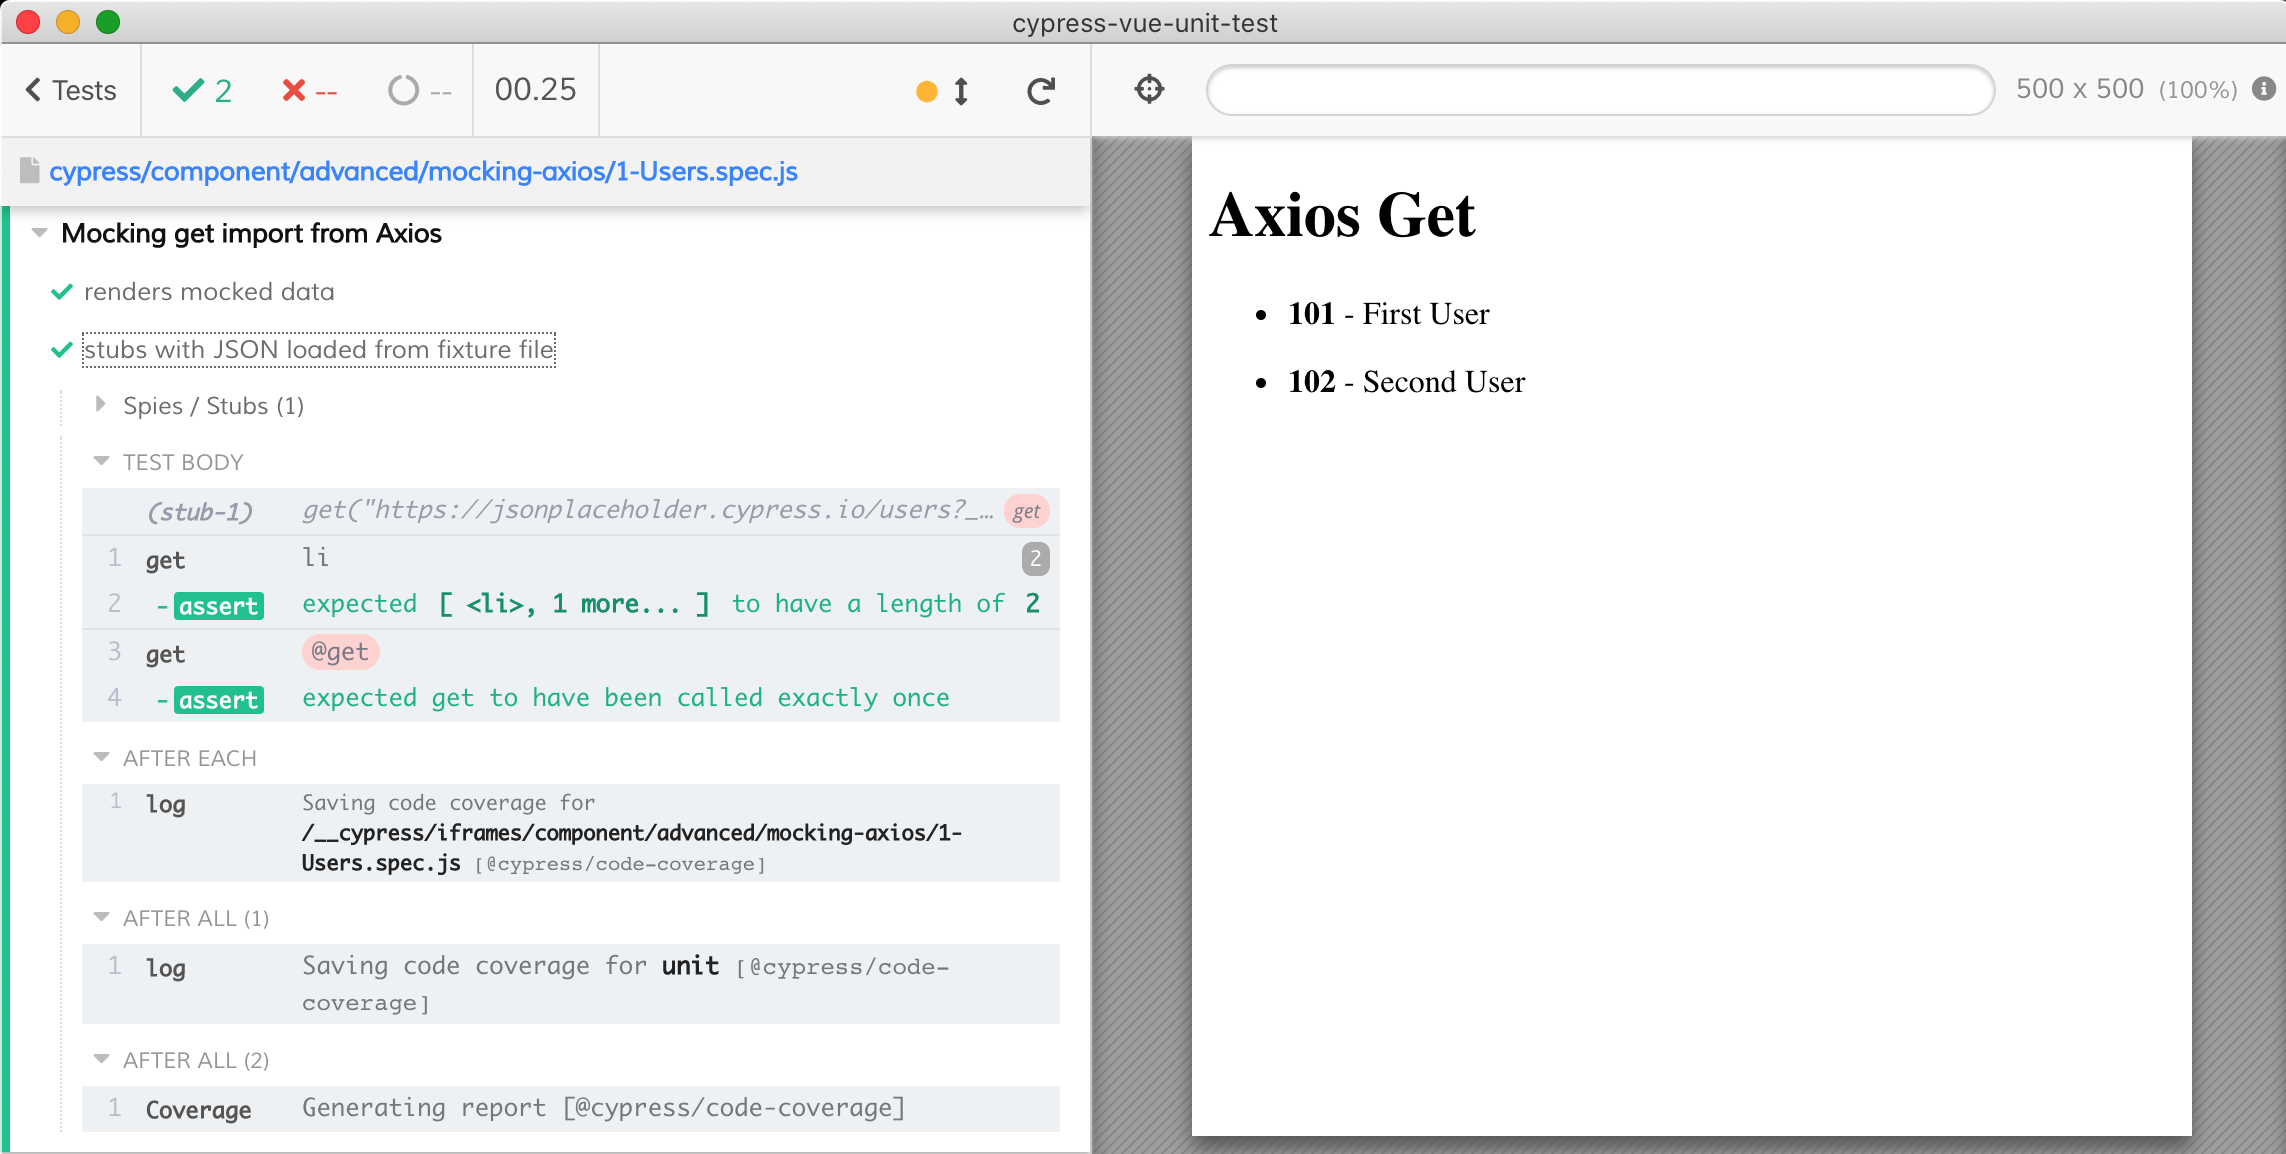 cypress-vue-unit-test
Tests 2 -- -- 00.25
500 x 500 (100%)
cypress/component/advanced/mocking-axios/1-Users.spec.js
Mocking get import from Axios
renders mocked data
stubs with JSON loaded from fixture file
Spies / Stubs (1)
TEST BODY
(stub-1) get("https://jsonplaceholder.cypress.io/users?_… get
1 get li 2
2 -assert expected [ <li>, 1 more... ] to have a length of 2
3 get @get
4 -assert expected get to have been called exactly once
AFTER EACH
1 log Saving code coverage for
/__cypress/iframes/component/advanced/mocking-axios/1-
Users.spec.js [@cypress/code-coverage]
AFTER ALL (1)
1 log Saving code coverage for unit [@cypress/code-
coverage]
AFTER ALL (2)
1 Coverage Generating report [@cypress/code-coverage]
Axios Get
• 101 - First User
• 102 - Second User